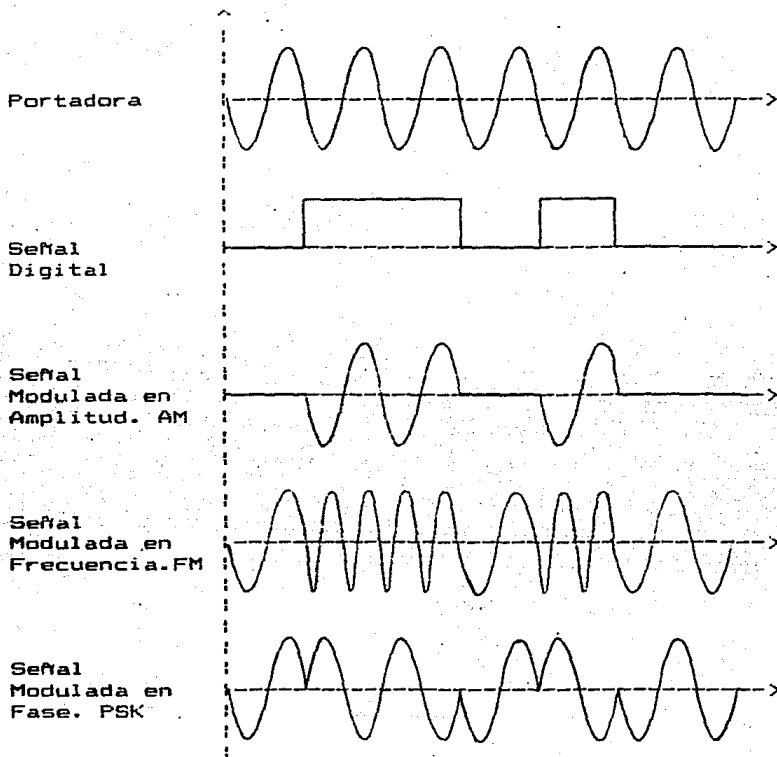 Portadora
Señal
Digital
Señal
Modulada en
Amplitud. AM
Señal
Modulada en
Frecuencia.FM
Señal
Modulada en
Fase. PSK